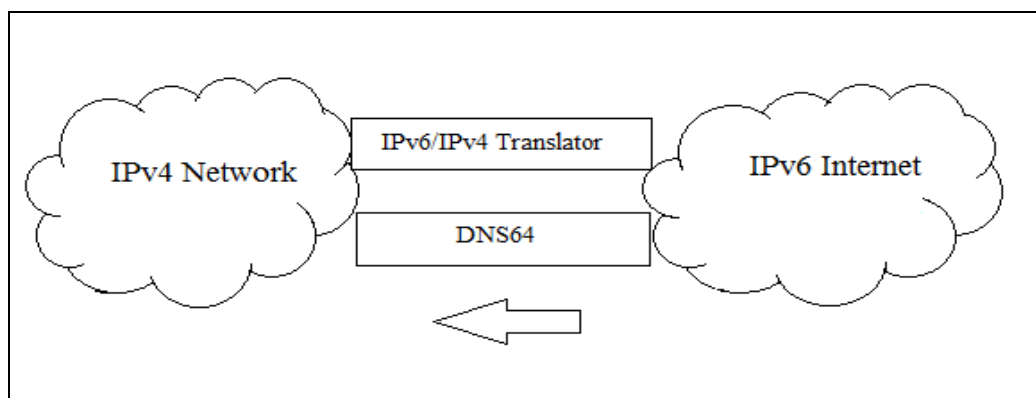 IPv4 Network
IPv6/IPv4 Translator
IPv6 Internet
DNS64